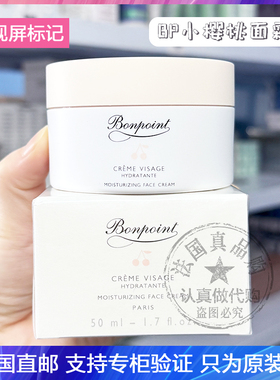 观屏标记
BP小樱桃面霜
Bonpoint
CRÈME VISAGE
HYDRATANTE
MOISTURIZING FACE CREAM
Bonpoint
CRÈME VISAGE
HYDRATANTE
MOISTURIZING FACE CREAM
PARIS
50 ml - 1.7 fl.oz
法国真品
认真做代购
盗图必究
国直邮 支持专柜验证 只为原装